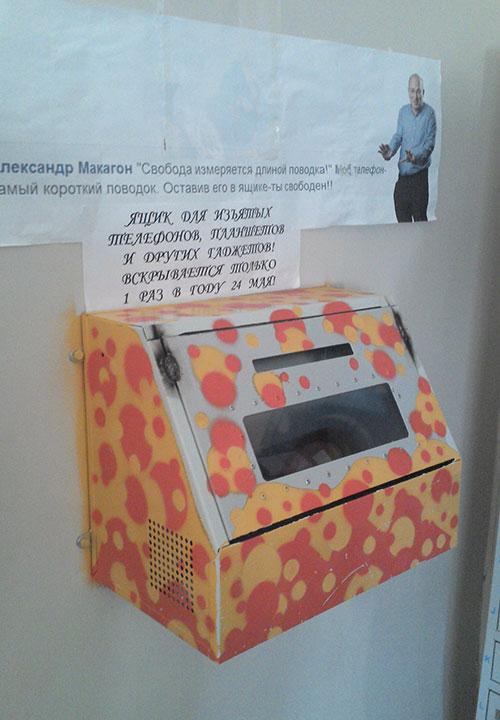 лександр Макагон "Свобода измеряется длиной поводка!" Моб телефон-
амый короткий поводок. Оставив его в ящике-ты свободен!!
ЯЩИК ДЛЯ ИЗЪЯТЫХ
ТЕЛЕФОНОВ, ПЛАНШЕТОВ
И ДРУГИХ ГАДЖЕТОВ!
ВСКРЫВАЕТСЯ ТОЛЬКО
1 РАЗ В ГОДУ 24 МАЯ!